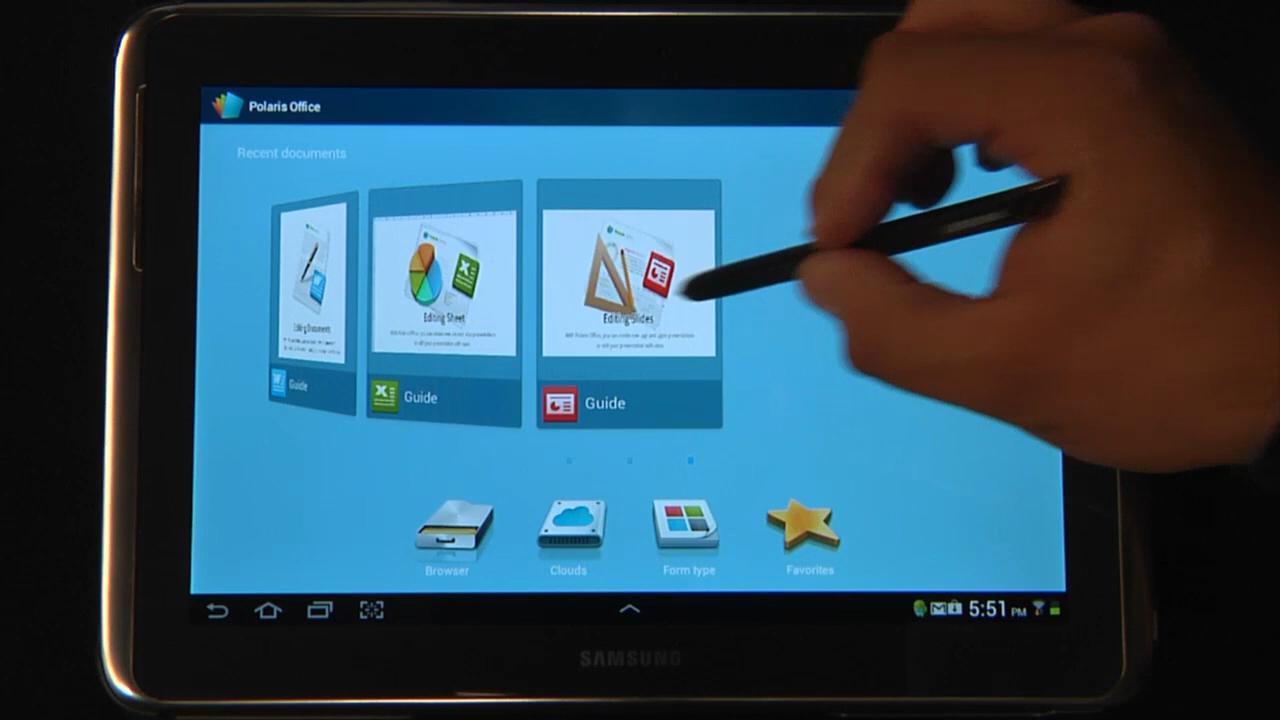 Polaris Office
Recent documents
Editing Documents
Editing Sheet
Editing Slides
Guide
Guide
Guide
Browser
Clouds
Form type
Favorites
5:51 PM
SAMSUNG